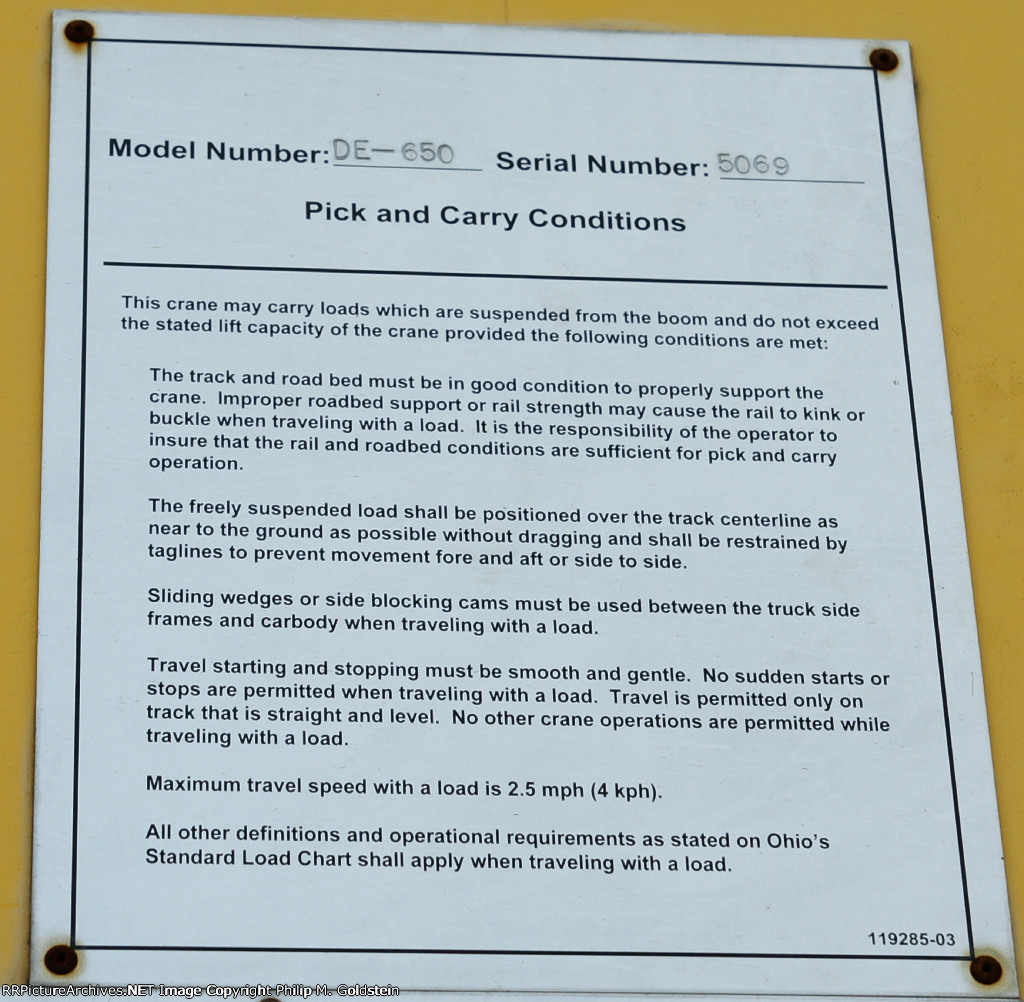 Model Number: DE-650 Serial Number: 5069
Pick and Carry Conditions
This crane may carry loads which are suspended from the boom and do not exceed
the stated lift capacity of the crane provided the following conditions are met:
The track and road bed must be in good condition to properly support the
crane. Improper roadbed support or rail strength may cause the rail to kink or
buckle when traveling with a load. It is the responsibility of the operator to
insure that the rail and roadbed conditions are sufficient for pick and carry
operation.
The freely suspended load shall be positioned over the track centerline as
near to the ground as possible without dragging and shall be restrained by
taglines to prevent movement fore and aft or side to side.
Sliding wedges or side blocking cams must be used between the truck side
frames and carbody when traveling with a load.
Travel starting and stopping must be smooth and gentle. No sudden starts or
stops are permitted when traveling with a load. Travel is permitted only on
track that is straight and level. No other crane operations are permitted while
traveling with a load.
Maximum travel speed with a load is 2.5 mph (4 kph).
All other definitions and operational requirements as stated on Ohio's
Standard Load Chart shall apply when traveling with a load.
119285-03
RRPictureArchives.NET Image Copyright Philip M. Goldstein